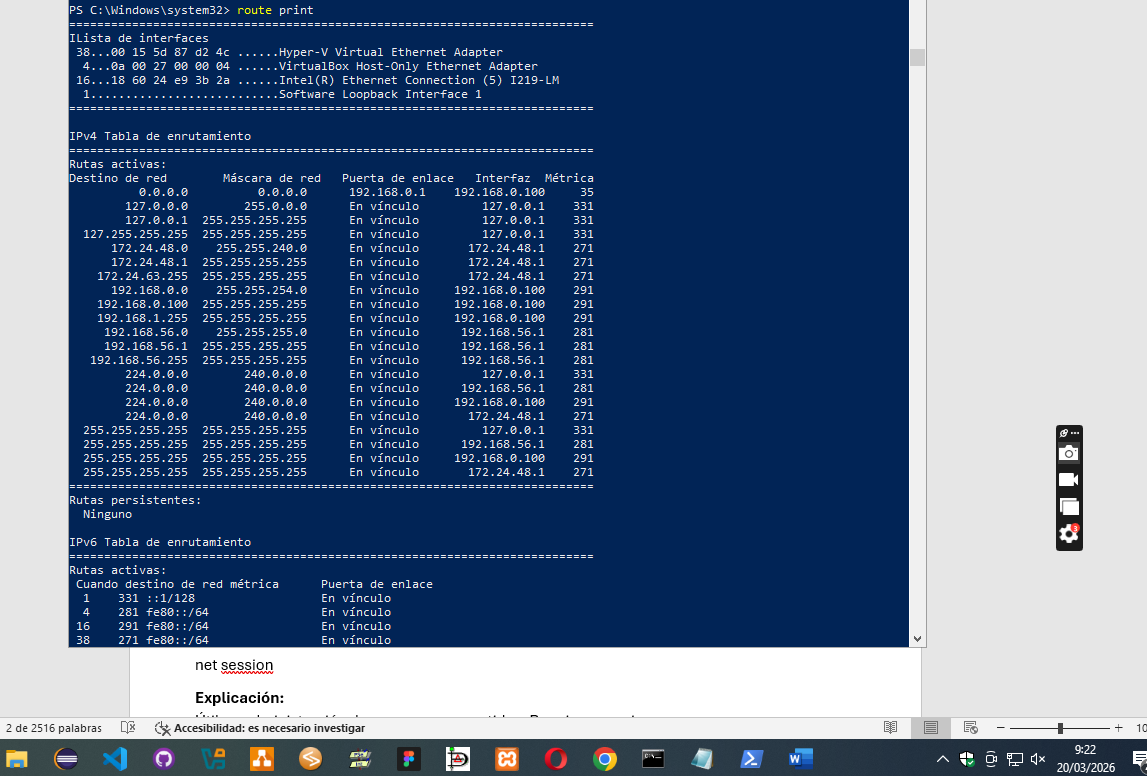 PS C:\Windows\system32> route print
===========================================================================
ILista de interfaces
38...00 15 5d 87 d2 4c ......Hyper-V Virtual Ethernet Adapter
4...0a 00 27 00 00 04 ......VirtualBox Host-Only Ethernet Adapter
16...18 60 24 e9 3b 2a ......Intel(R) Ethernet Connection (5) I219-LM
1...........................Software Loopback Interface 1
===========================================================================
IPv4 Tabla de enrutamiento
===========================================================================
Rutas activas:
Destino de red Máscara de red Puerta de enlace Interfaz Métrica
0.0.0.0 0.0.0.0 192.168.0.1 192.168.0.100 35
127.0.0.0 255.0.0.0 En vínculo 127.0.0.1 331
127.0.0.1 255.255.255.255 En vínculo 127.0.0.1 331
127.255.255.255 255.255.255.255 En vínculo 127.0.0.1 331
172.24.48.0 255.255.240.0 En vínculo 172.24.48.1 271
172.24.48.1 255.255.255.255 En vínculo 172.24.48.1 271
172.24.63.255 255.255.255.255 En vínculo 172.24.48.1 271
192.168.0.0 255.255.254.0 En vínculo 192.168.0.100 291
192.168.0.100 255.255.255.255 En vínculo 192.168.0.100 291
192.168.1.255 255.255.255.255 En vínculo 192.168.0.100 291
192.168.56.0 255.255.255.0 En vínculo 192.168.56.1 281
192.168.56.1 255.255.255.255 En vínculo 192.168.56.1 281
192.168.56.255 255.255.255.255 En vínculo 192.168.56.1 281
224.0.0.0 240.0.0.0 En vínculo 127.0.0.1 331
224.0.0.0 240.0.0.0 En vínculo 192.168.56.1 281
224.0.0.0 240.0.0.0 En vínculo 192.168.0.100 291
224.0.0.0 240.0.0.0 En vínculo 172.24.48.1 271
255.255.255.255 255.255.255.255 En vínculo 127.0.0.1 331
255.255.255.255 255.255.255.255 En vínculo 192.168.56.1 281
255.255.255.255 255.255.255.255 En vínculo 192.168.0.100 291
255.255.255.255 255.255.255.255 En vínculo 172.24.48.1 271
===========================================================================
Rutas persistentes:
Ninguno
IPv6 Tabla de enrutamiento
===========================================================================
Rutas activas:
Cuando destino de red métrica Puerta de enlace
1 331 ::1/128 En vínculo
4 281 fe80::/64 En vínculo
16 291 fe80::/64 En vínculo
38 271 fe80::/64 En vínculo
net session
Explicación:
2 de 2516 palabras
Accesibilidad: es necesario investigar
10
9:22
20/03/2026